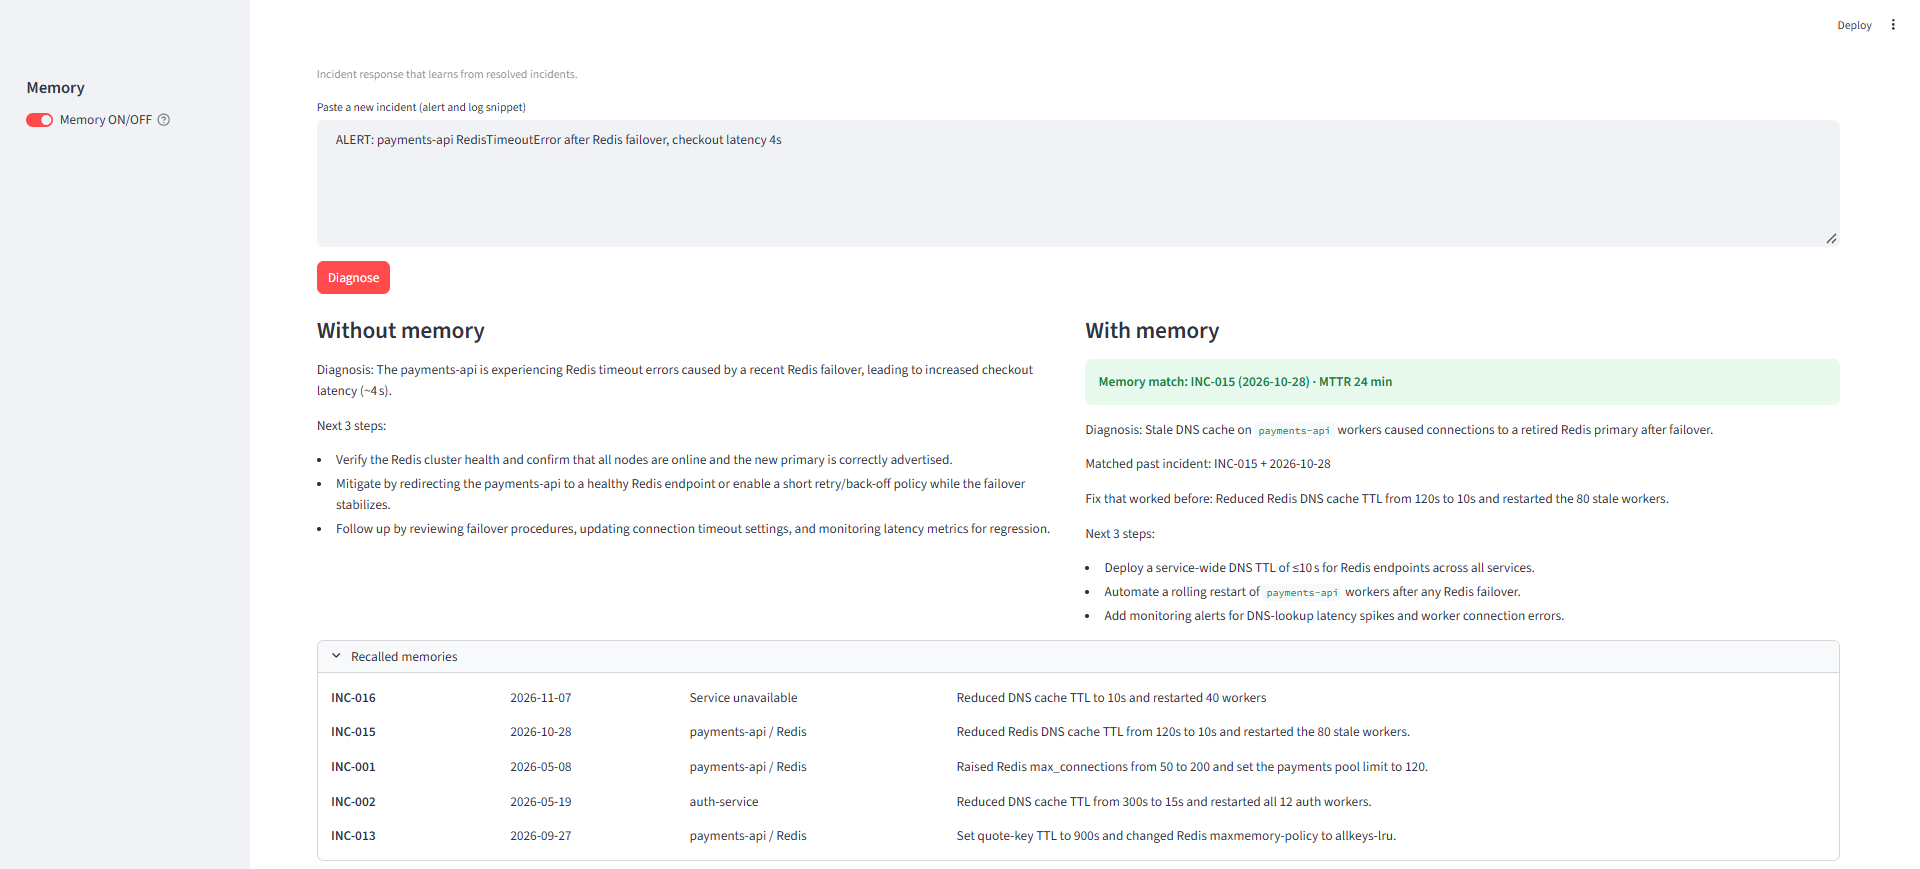 Deploy
Memory
Memory ON/OFF
Incident response that learns from resolved incidents.
Paste a new incident (alert and log snippet)
ALERT: payments-api RedisTimeoutError after Redis failover, checkout latency 4s
Diagnose
Without memory
Diagnosis: The payments-api is experiencing Redis timeout errors caused by a recent Redis failover, leading to increased checkout
latency (~4 s).
Next 3 steps:
• Verify the Redis cluster health and confirm that all nodes are online and the new primary is correctly advertised.
• Mitigate by redirecting the payments-api to a healthy Redis endpoint or enable a short retry/back-off policy while the failover
stabilizes.
• Follow up by reviewing failover procedures, updating connection timeout settings, and monitoring latency metrics for regression.
With memory
Memory match: INC-015 (2026-10-28) · MTTR 24 min
Diagnosis: Stale DNS cache on payments-api workers caused connections to a retired Redis primary after failover.
Matched past incident: INC-015 + 2026-10-28
Fix that worked before: Reduced Redis DNS cache TTL from 120s to 10s and restarted the 80 stale workers.
Next 3 steps:
• Deploy a service-wide DNS TTL of ≤10 s for Redis endpoints across all services.
• Automate a rolling restart of payments-api workers after any Redis failover.
• Add monitoring alerts for DNS-lookup latency spikes and worker connection errors.
Recalled memories
INC-016 2026-11-07 Service unavailable Reduced DNS cache TTL to 10s and restarted 40 workers
INC-015 2026-10-28 payments-api / Redis Reduced Redis DNS cache TTL from 120s to 10s and restarted the 80 stale workers.
INC-001 2026-05-08 payments-api / Redis Raised Redis max_connections from 50 to 200 and set the payments pool limit to 120.
INC-002 2026-05-19 auth-service Reduced DNS cache TTL from 300s to 15s and restarted all 12 auth workers.
INC-013 2026-09-27 payments-api / Redis Set quote-key TTL to 900s and changed Redis maxmemory-policy to allkeys-lru.